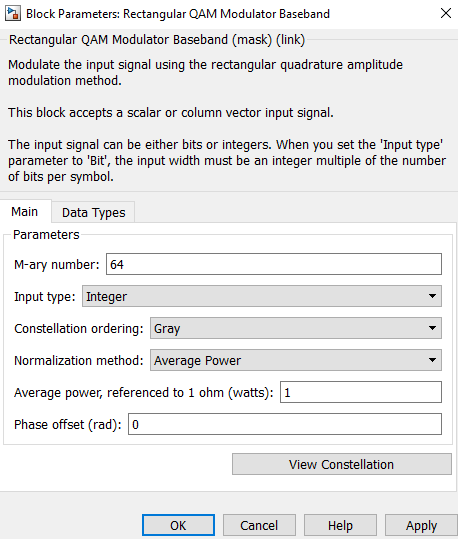 Block Parameters: Rectangular QAM Modulator Baseband
Rectangular QAM Modulator Baseband (mask) (link)
Modulate the input signal using the rectangular quadrature amplitude
modulation method.
This block accepts a scalar or column vector input signal.
The input signal can be either bits or integers. When you set the 'Input type'
parameter to 'Bit', the input width must be an integer multiple of the number
of bits per symbol.
Main Data Types
Parameters
M-ary number: 64
Input type: Integer
Constellation ordering: Gray
Normalization method: Average Power
Average power, referenced to 1 ohm (watts): 1
Phase offset (rad): 0
View Constellation
OK Cancel Help Apply